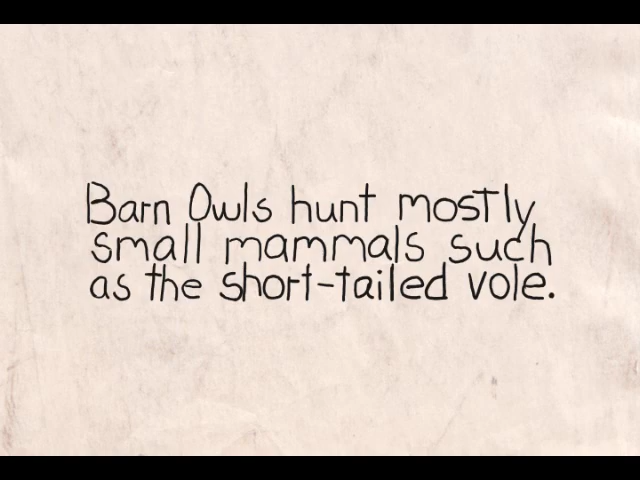 Barn Owls hunt mostly
small mammals such
as the short-tailed vole.